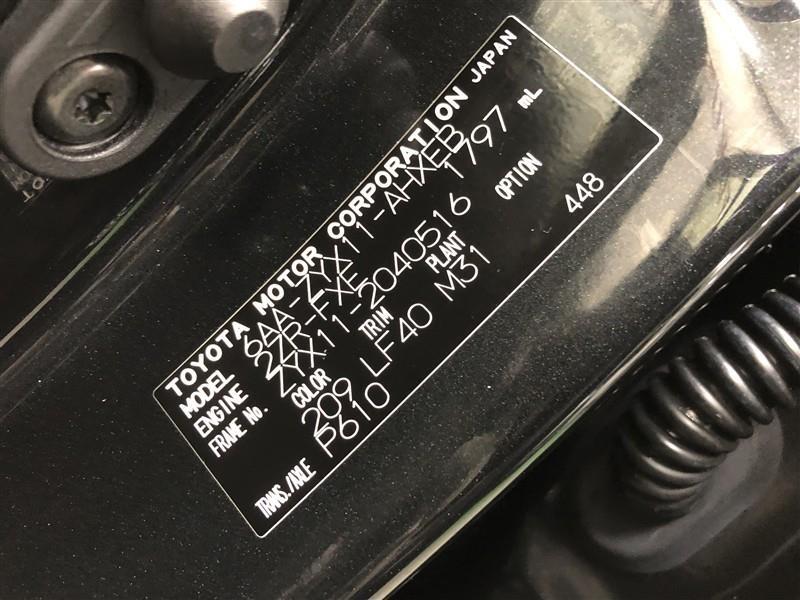 TOYOTA MOTOR CORPORATION JAPAN
MODEL 6AA-ZYX11-AHXEB
ENGINE 2ZR-FXE 1797 mL
FRAME No. ZYX11-2040516
COLOR TRIM PLANT OPTION
209 LF40 M31 448
TRANS./AXLE P610